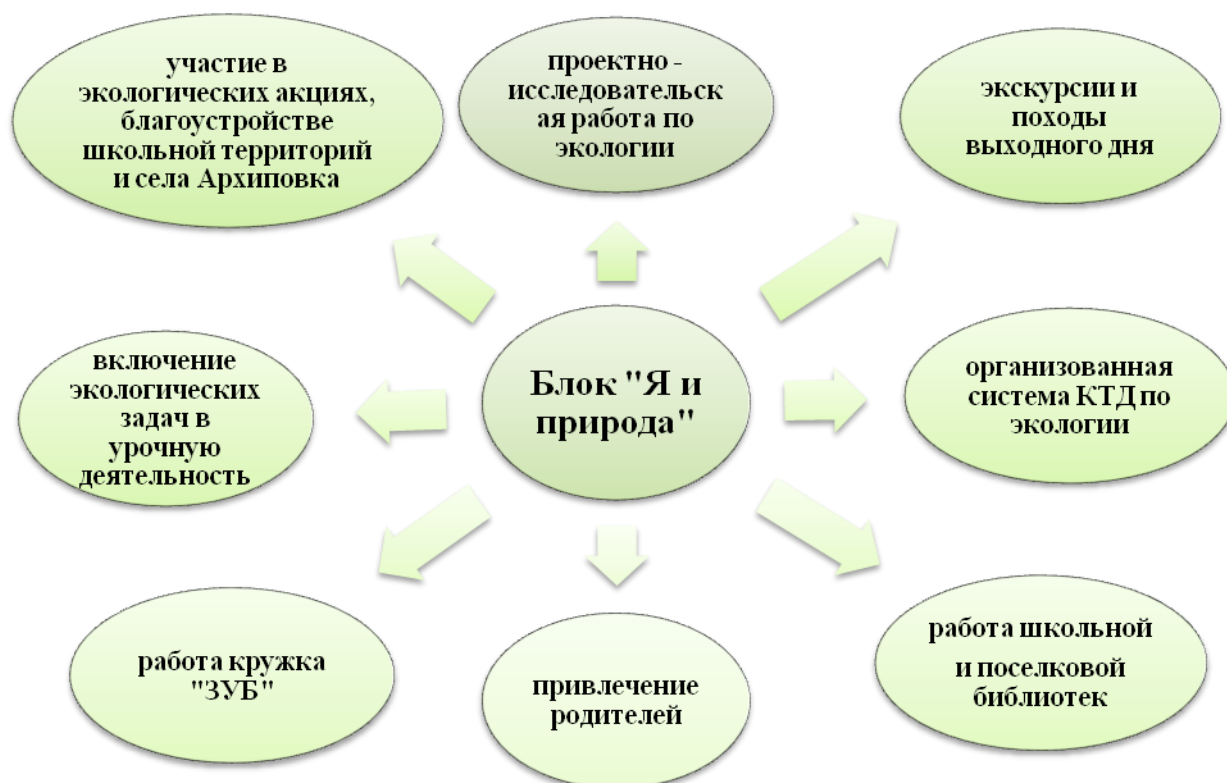 участие в
экологических акциях,
благоустройстве
школьной территорий
и села Архиповка
проектно -
исследовательск
ая работа по
экологии
экскурсии и
походы
выходного дня
включение
экологических
задач в
урочную
деятельность
Блок "Я и
природа"
организованная
система КТД по
экологии
работа кружка
"ЗУБ"
привлечение
родителей
работа школьной
и поселковой
библиотек